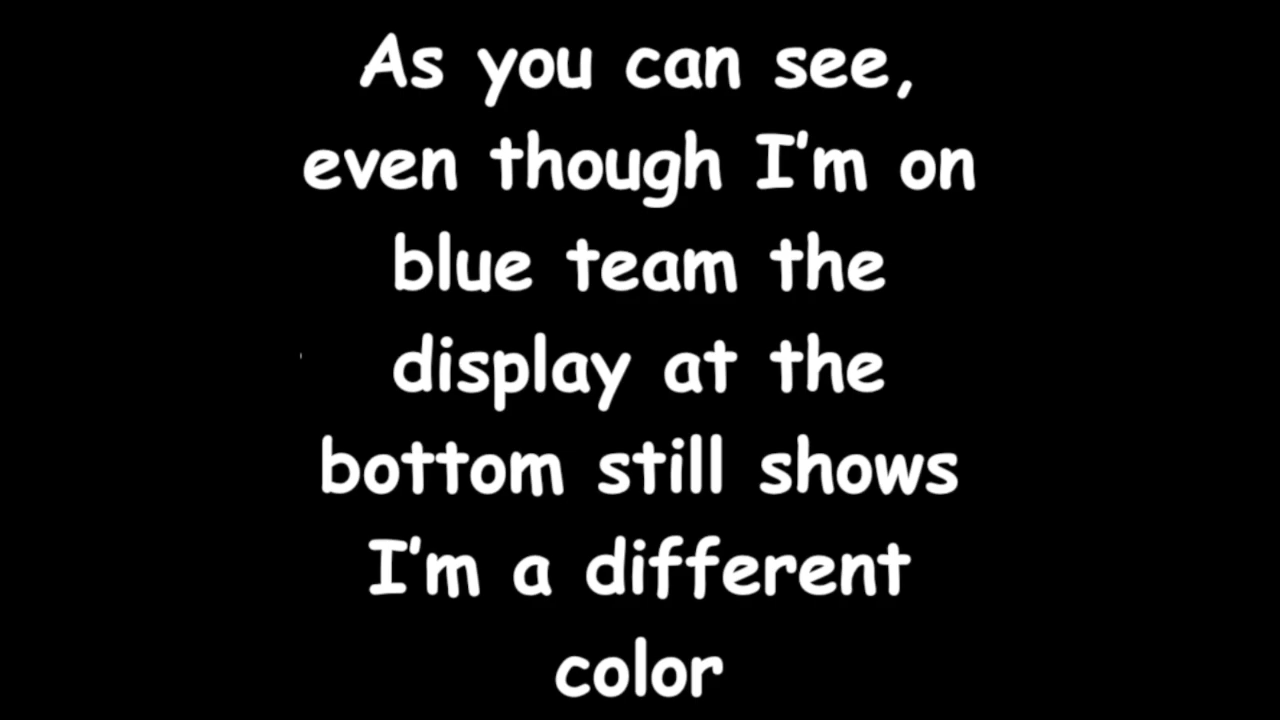 As you can see,
even though I'm on
blue team the
display at the
bottom still shows
I'm a different
color